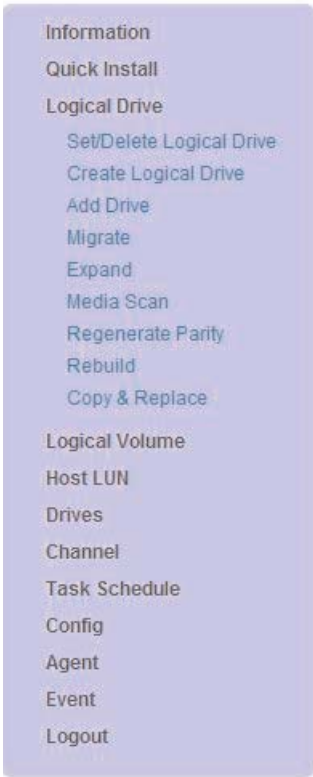 Information
Quick Install
Logical Drive
Set/Delete Logical Drive
Create Logical Drive
Add Drive
Migrate
Expand
Media Scan
Regenerate Parity
Rebuild
Copy & Replace
Logical Volume
Host LUN
Drives
Channel
Task Schedule
Config
Agent
Event
Logout